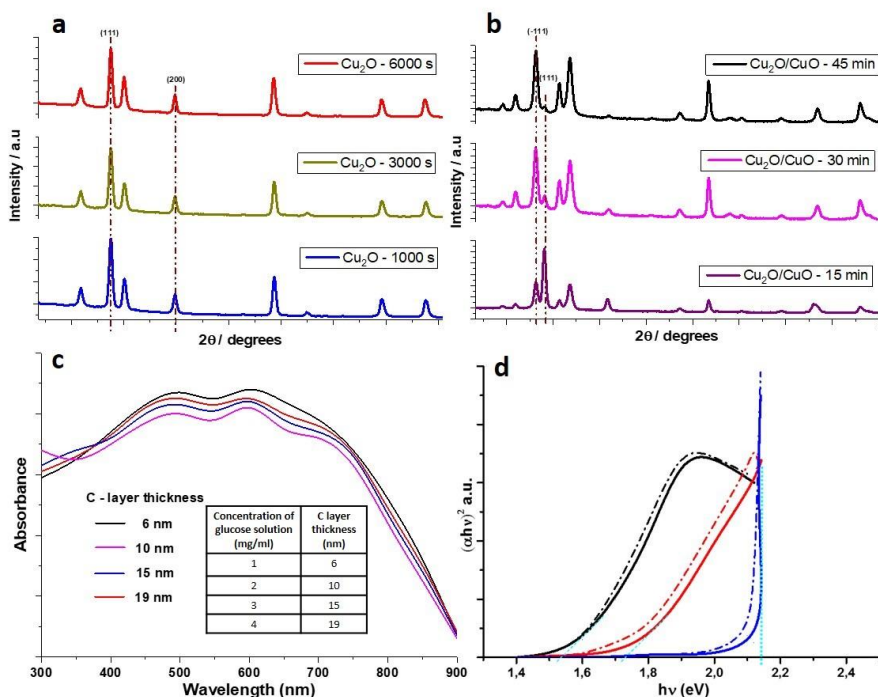 a
(111)
(200)
Cu₂O - 6000 s
Cu₂O - 3000 s
Cu₂O - 1000 s
Intensity / a.u
2θ / degrees
b
(-111)
(111)
Cu₂O/CuO - 45 min
Cu₂O/CuO - 30 min
Cu₂O/CuO - 15 min
Intensity / a.u
2θ / degrees
c
Absorbance
C - layer thickness
6 nm
10 nm
15 nm
19 nm
Concentration of glucose solution (mg/ml) C layer thickness (nm)
1 6
2 10
3 15
4 19
300 400 500 600 700 800 900
Wavelength (nm)
d
(αhν)² a.u.
1,4 1,6 1,8 2,0 2,2 2,4
hν (eV)